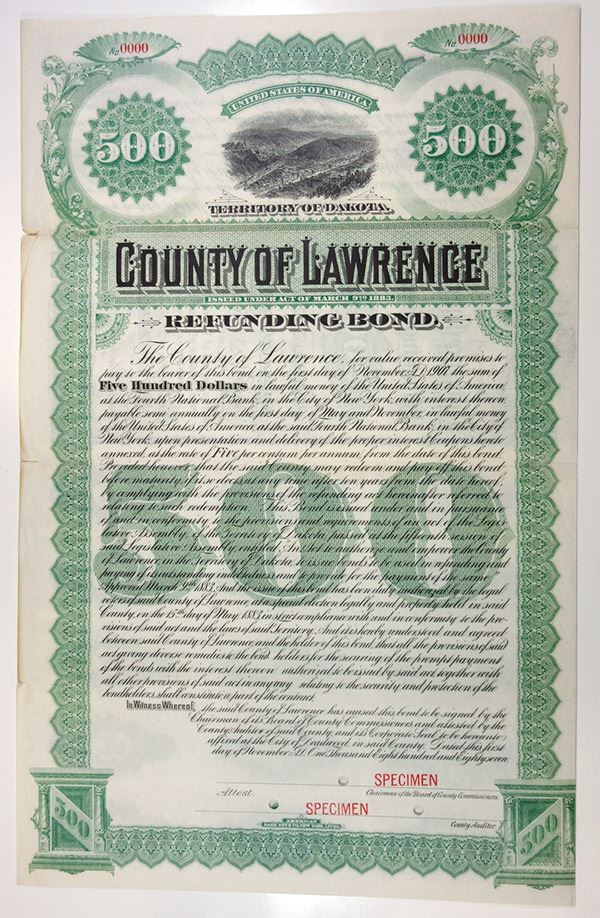 No 0000
No 0000
UNITED STATES OF AMERICA
500
500
TERRITORY OF DAKOTA.
COUNTY OF LAWRENCE
ISSUED UNDER ACT OF MARCH 9TH 1883.
REFUNDING BOND.
The County of Lawrence, for value received promises to
pay to the bearer of this bond, on the first day of November A.D. 1907, the sum of
Five Hundred Dollars in lawful money of the United States of America,
at the Fourth National Bank, in the City of New York, with interest thereon,
payable semi annually on the first day of May and November, in lawful money
of the United States of America, at the said Fourth National Bank, in the City of
New York, upon presentation and delivery of the proper interest Coupons hereto
annexed, at the rate of Five per centum per annum, from the date of this bond.
Provided however that the said County may redeem and pay off this bond,
before maturity, if it so determines, upon years from the date hereof,
by complying with the provisions of the refunding act hereinafter referred to
relating to said redemption. This bond is issued under and in pursuance
of and in conformity to the provisions and requirements of an act of the Legis-
lative Assembly of the Territory of Dakota, passed at the fifteenth session of
said Legislative Assembly, entitled An Act to authorize and empower the County
of Lawrence in the Territory of Dakota, to issue bonds to be used in refunding and
paying of its outstanding indebtedness and to provide for the payment of the same
Approved March 9th 1883. And the issue of this bond has been duly authorized by the legal
voters of said County of Lawrence, at a special election legally and properly held in said
County, on the 15th day of May 1883, in strict compliance with and in conformity to the pro-
visions of said act and the laws of said Territory. And it is hereby understood and agreed
between said County of Lawrence and the holder of this bond, that all the provisions of said
act giving diverse remedies to the bond holders for the securing of the prompt payment
of the bonds with the interest thereon authorized to be issued by said act together with
all other provisions of said act in any way relating to the security and protection of the
bondholders, shall constitute a part of the contract.
In Witness Whereof, the said County of Lawrence has caused this bond to be signed by the
Chairman of its Board of County Commissioners and attested by the
County Auditor of said County, and its Corporate Seal to be hereunto
affixed at the City of Deadwood, in said County. Dated this first
day of November A.D. One Thousand Eight hundred and Eighty seven.
SPECIMEN
Attest. Chairman of the Board of County Commissioners.
SPECIMEN
County Auditor.
AMERICAN
BANK NOTE CO. NEW YORK
500
500
500